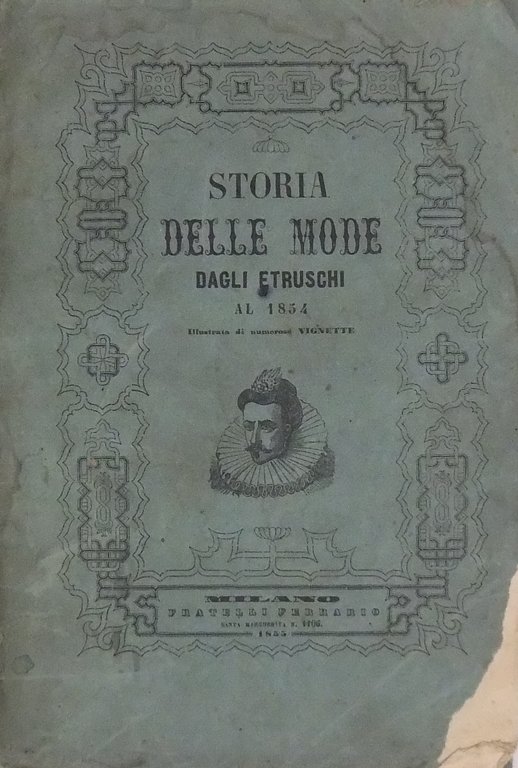 STORIA
DELLE MODE
DAGLI ETRUSCHI
AL 1854
Illustrata di numerose VIGNETTE
MILANO
FRATELLI FERRARIO
SANTA MARGHERITA N. 1106.
1855